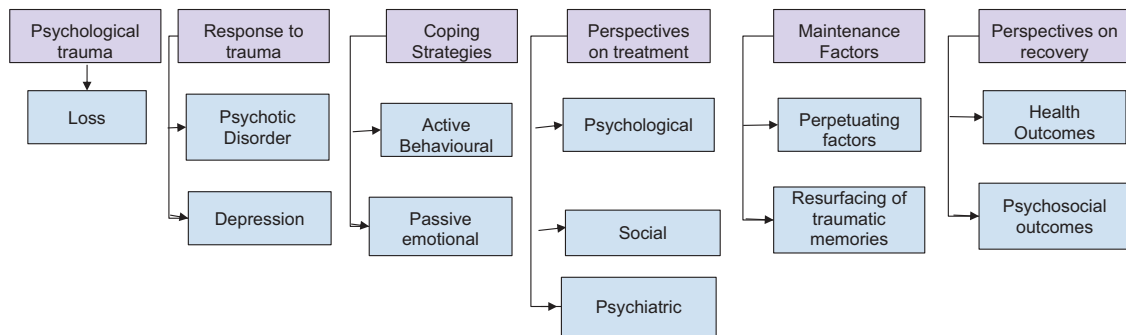 Psychological
trauma
Loss
Response to
trauma
Psychotic
Disorder
Depression
Coping
Strategies
Active
Behavioural
Passive
emotional
Perspectives
on treatment
Psychological
Social
Psychiatric
Maintenance
Factors
Perpetuating
factors
Resurfacing of
traumatic
memories
Perspectives on
recovery
Health
Outcomes
Psychosocial
outcomes